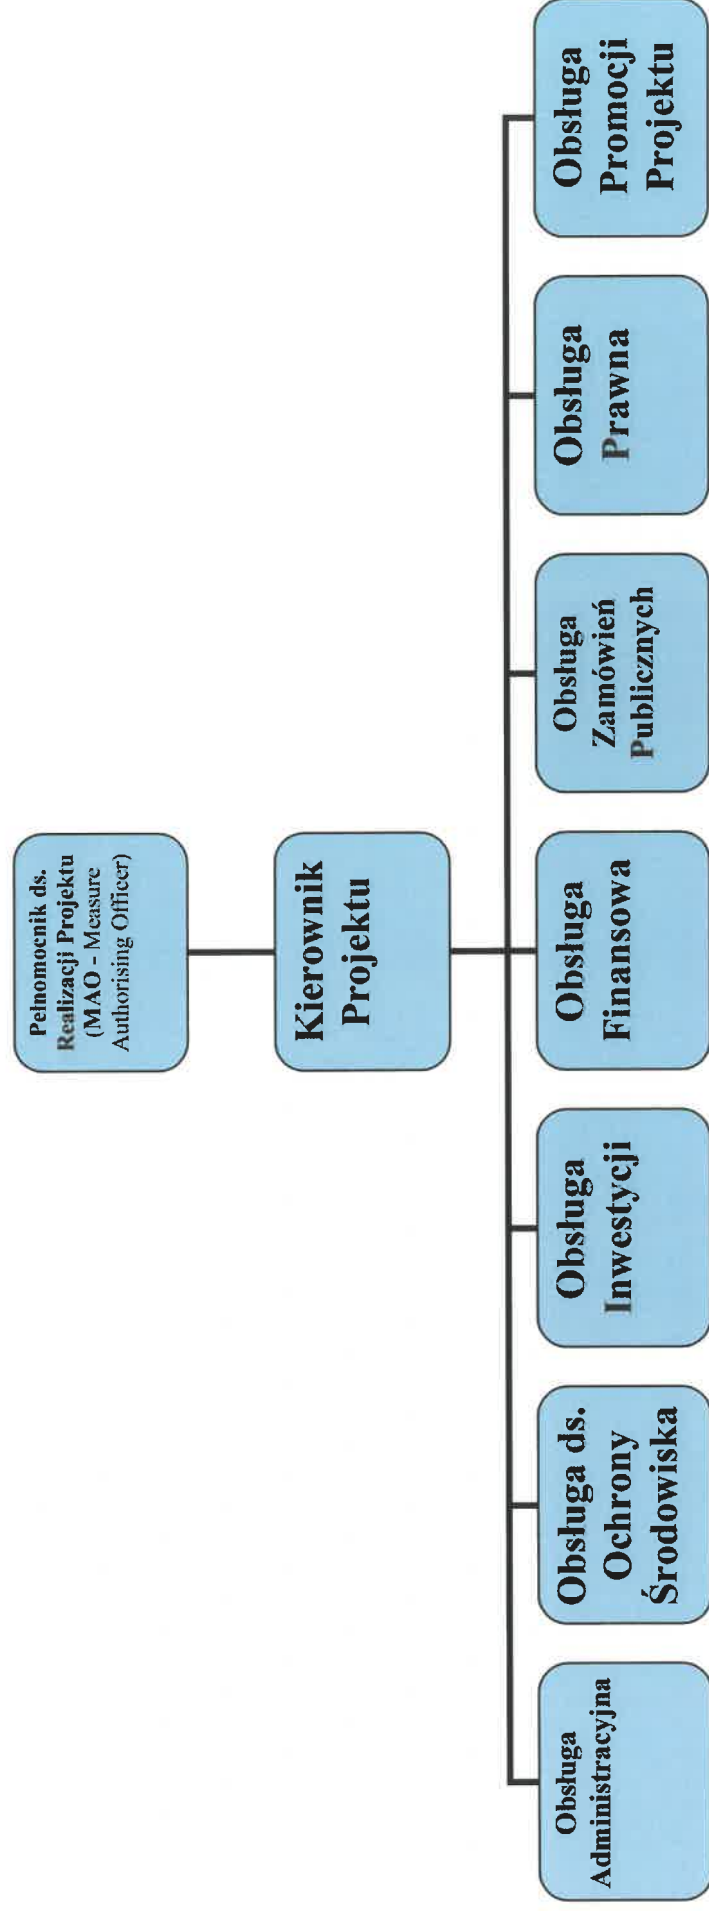 Pełnomocnik ds.
Realizacji Projektu
(MAO - Measure
Authorising Officer)
Kierownik
Projektu
Obsługa
Administracyjna
Obsługa ds.
Ochrony
Środowiska
Obsługa
Inwestycji
Obsługa
Finansowa
Obsługa
Zamówień
Publicznych
Obsługa
Prawna
Obsługa
Promocji
Projektu